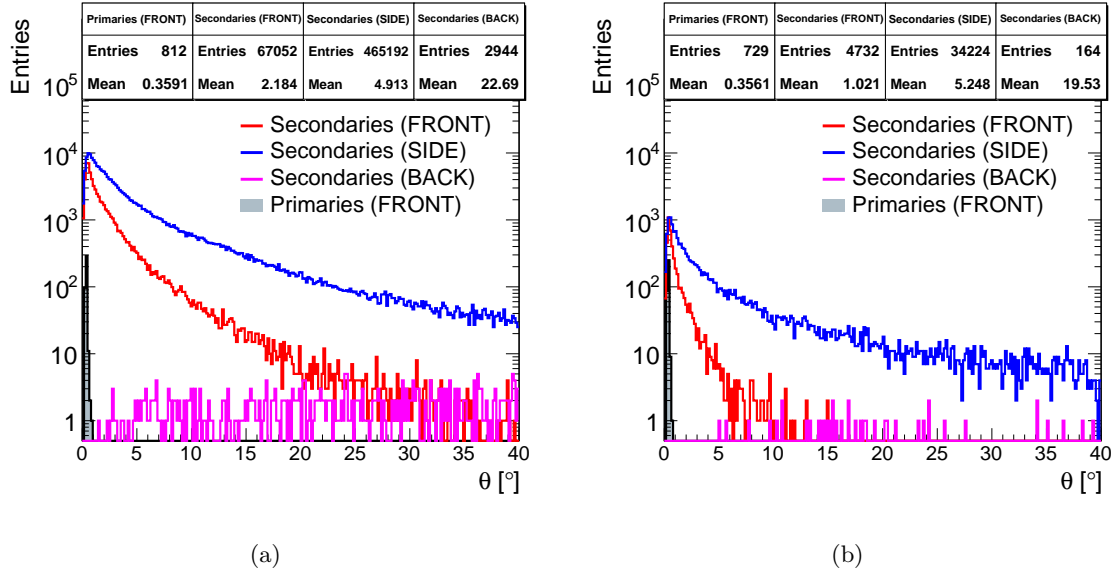 Primaries (FRONT) Secondaries (FRONT) Secondaries (SIDE) Secondaries (BACK)
Entries 812 Entries 67052 Entries 465192 Entries 2944
Mean 0.3591 Mean 2.184 Mean 4.913 Mean 22.69
Entries
10^5
10^4
10^3
10^2
10
1
Secondaries (FRONT)
Secondaries (SIDE)
Secondaries (BACK)
Primaries (FRONT)
0 5 10 15 20 25 30 35 40
θ [°]
(a)
Primaries (FRONT) Secondaries (FRONT) Secondaries (SIDE) Secondaries (BACK)
Entries 729 Entries 4732 Entries 34224 Entries 164
Mean 0.3561 Mean 1.021 Mean 5.248 Mean 19.53
Entries
10^5
10^4
10^3
10^2
10
1
Secondaries (FRONT)
Secondaries (SIDE)
Secondaries (BACK)
Primaries (FRONT)
0 5 10 15 20 25 30 35 40
θ [°]
(b)